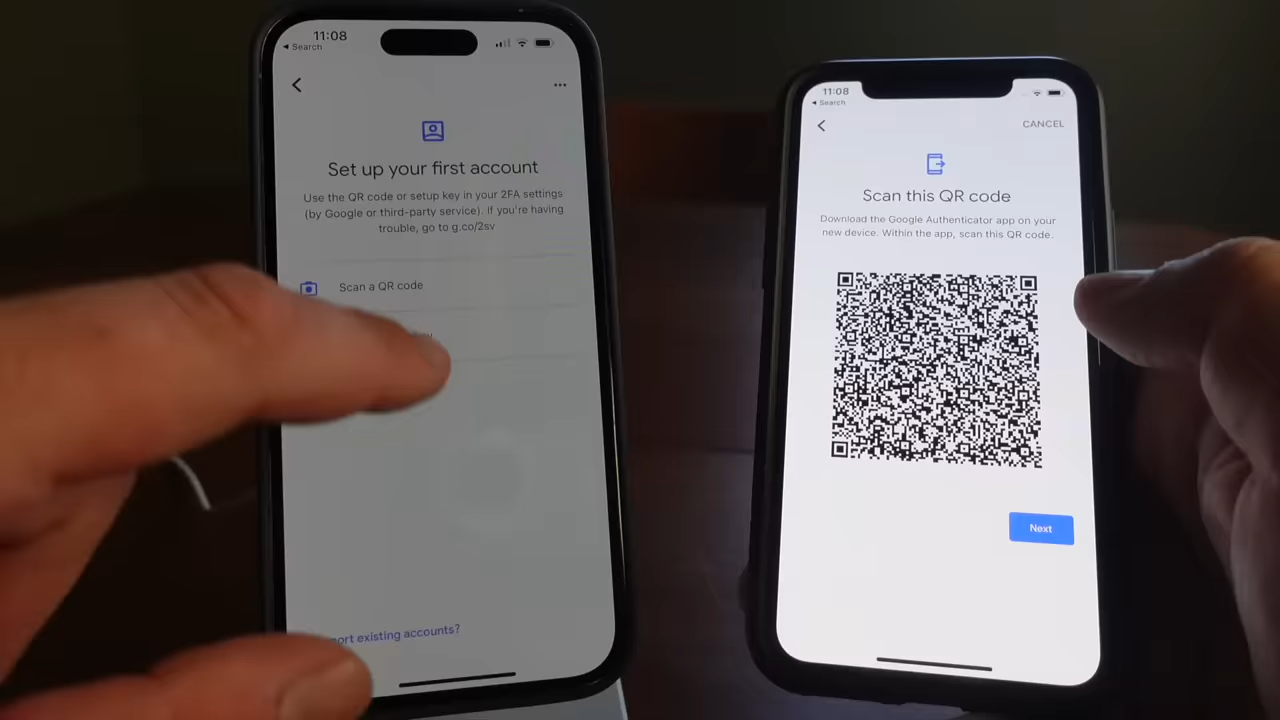 11:08
Search
Set up your first account
Use the QR code or setup key in your 2FA settings
(by Google or third-party service). If you're having
trouble, go to g.co/2sv
Scan a QR code
existing accounts?
11:08
Search
CANCEL
Scan this QR code
Download the Google Authenticator app on your
new device. Within the app, scan this QR code.
Next